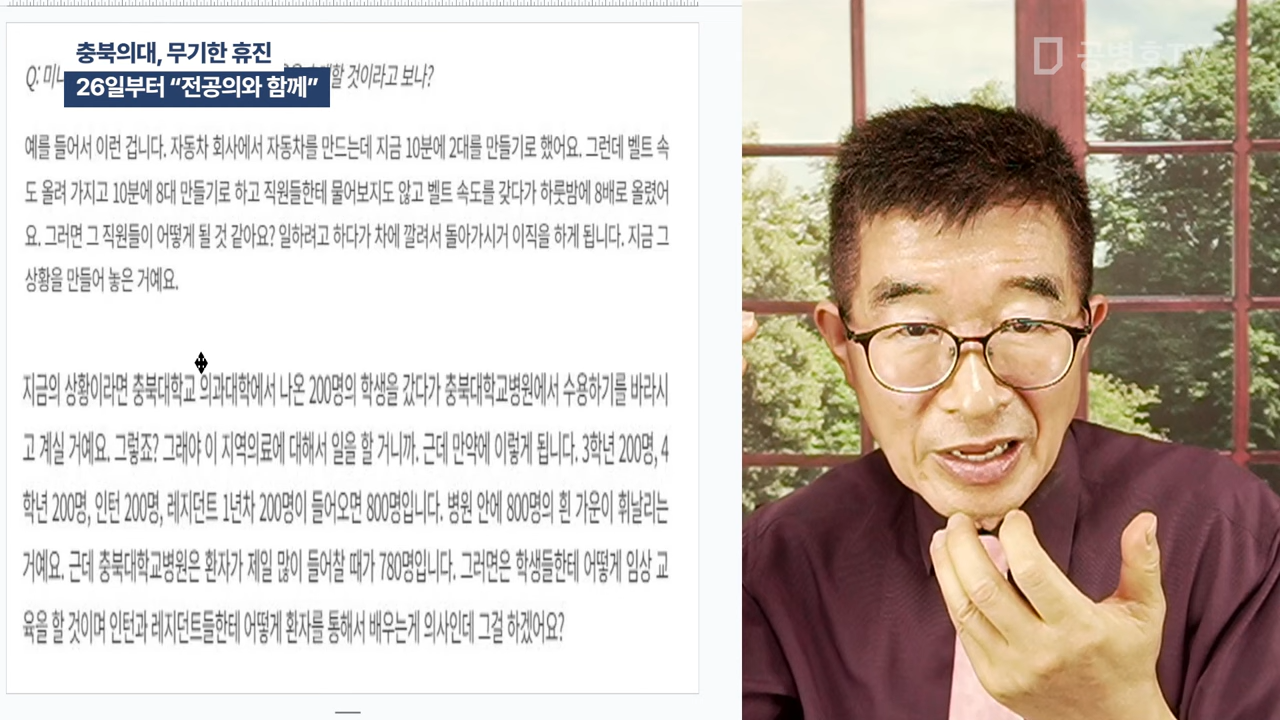 충북의대, 무기한 휴진
26일부터 “전공의와 함께”
Q: 미니 할 것이라고 보나?
예를 들어서 이런 겁니다. 자동차 회사에서 자동차를 만드는데 지금 10분에 2대를 만들기로 했어요. 그런데 벨트 속
도 올려 가지고 10분에 8대 만들기로 하고 직원들한테 물어보지도 않고 벨트 속도를 갖다가 하룻밤에 8배로 올렸어
요. 그러면 그 직원들이 어떻게 될 것 같아요? 일하려고 하다가 차에 깔려서 돌아가시거 이직을 하게 됩니다. 지금 그
상황을 만들어 놓은 거예요.
지금의 상황이라면 충북대학교 의과대학에서 나온 200명의 학생을 갔다가 충북대학교병원에서 수용하기를 바라시
고 계실 거예요. 그렇죠? 그래야 이 지역의료에 대해서 일을 할 거니까. 근데 만약에 이렇게 됩니다. 3학년 200명, 4
학년 200명, 인턴 200명, 레지던트 1년차 200명이 들어오면 800명입니다. 병원 안에 800명의 흰 가운이 휘날리는
거예요. 근데 충북대학교병원은 환자가 제일 많이 들어찰 때가 780명입니다. 그러면은 학생들한테 어떻게 임상 교
육을 할 것이며 인턴과 레지던트들한테 어떻게 환자를 통해서 배우는게 의사인데 그걸 하겠어요?
공병호TV